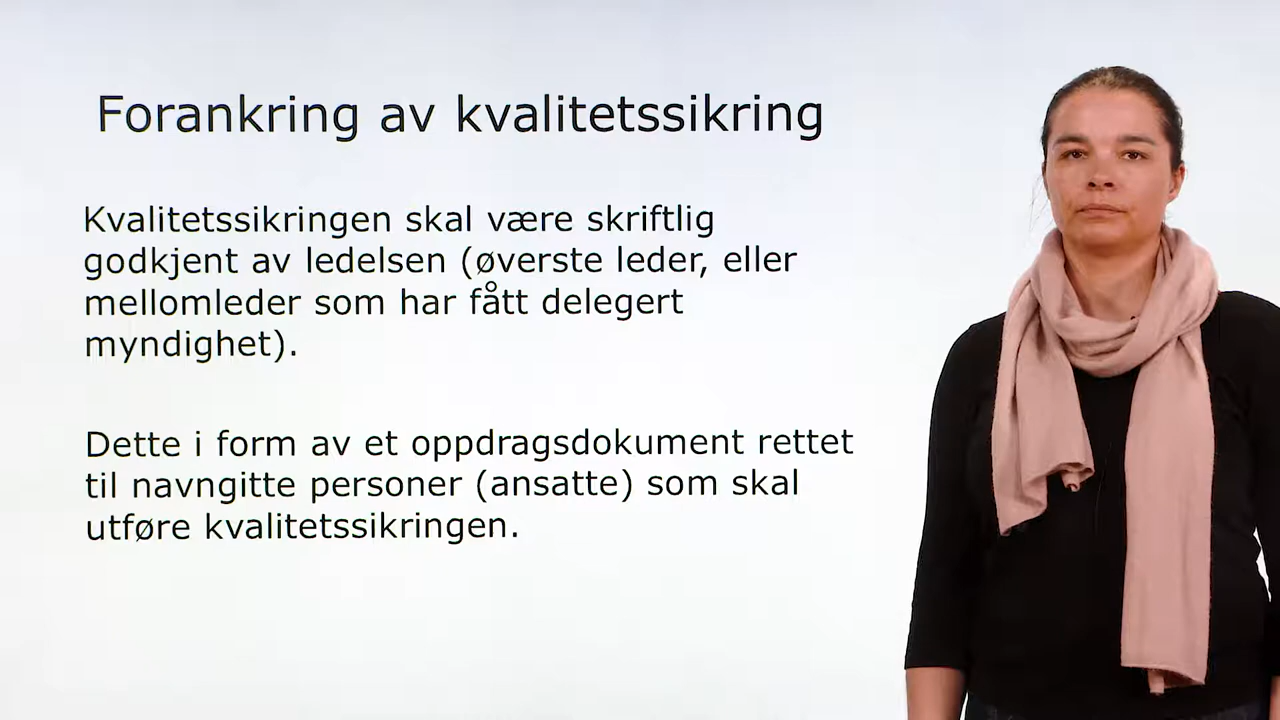 Forankring av kvalitetssikring
Kvalitetssikringen skal være skriftlig
godkjent av ledelsen (øverste leder, eller
mellomleder som har fått delegert
myndighet).
Dette i form av et oppdragsdokument rettet
til navngitte personer (ansatte) som skal
utføre kvalitetssikringen.